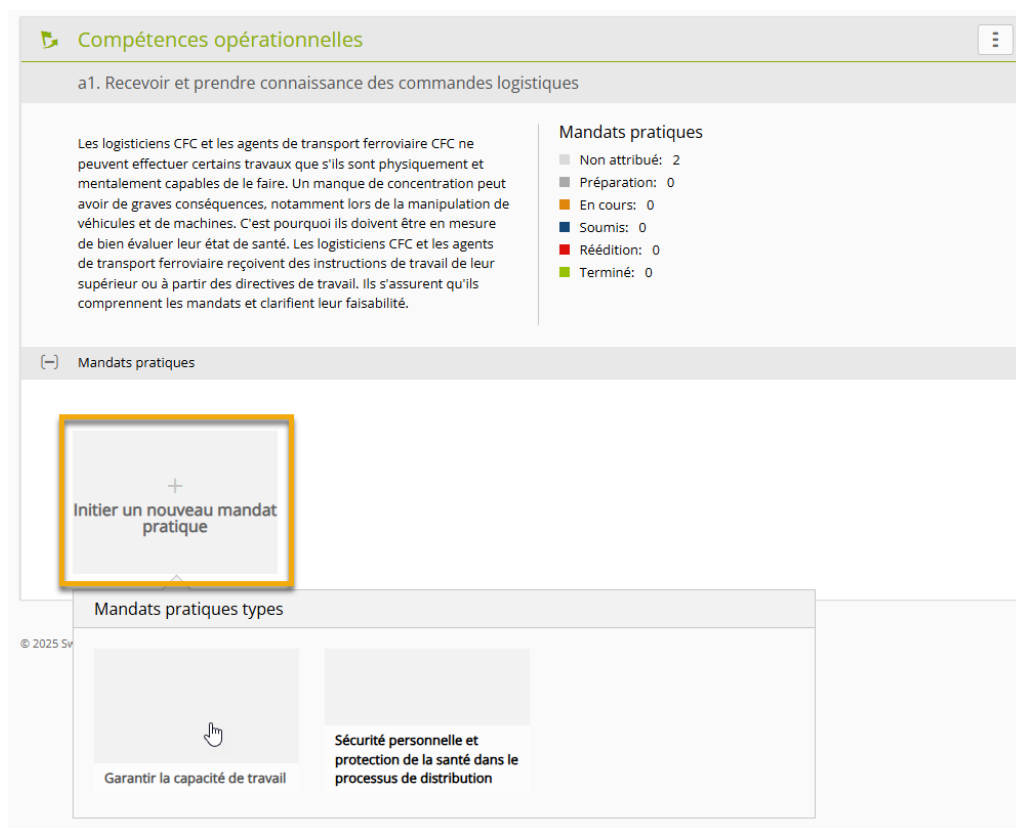 Compétences opérationnelles
a1. Recevoir et prendre connaissance des commandes logistiques
Les logisticiens CFC et les agents de transport ferroviaire CFC ne
peuvent effectuer certains travaux que s'ils sont physiquement et
mentalement capables de le faire. Un manque de concentration peut
avoir de graves conséquences, notamment lors de la manipulation de
véhicules et de machines. C'est pourquoi ils doivent être en mesure
de bien évaluer leur état de santé. Les logisticiens CFC et les agents
de transport ferroviaire reçoivent des instructions de travail de leur
supérieur ou à partir des directives de travail. Ils s'assurent qu'ils
comprennent les mandats et clarifient leur faisabilité.
Mandats pratiques
Non attribué: 2
Préparation: 0
En cours: 0
Soumis: 0
Réédition: 0
Terminé: 0
Mandats pratiques
+
Initier un nouveau mandat
pratique
Mandats pratiques types
© 2025
Garantir la capacité de travail
Sécurité personnelle et
protection de la santé dans le
processus de distribution